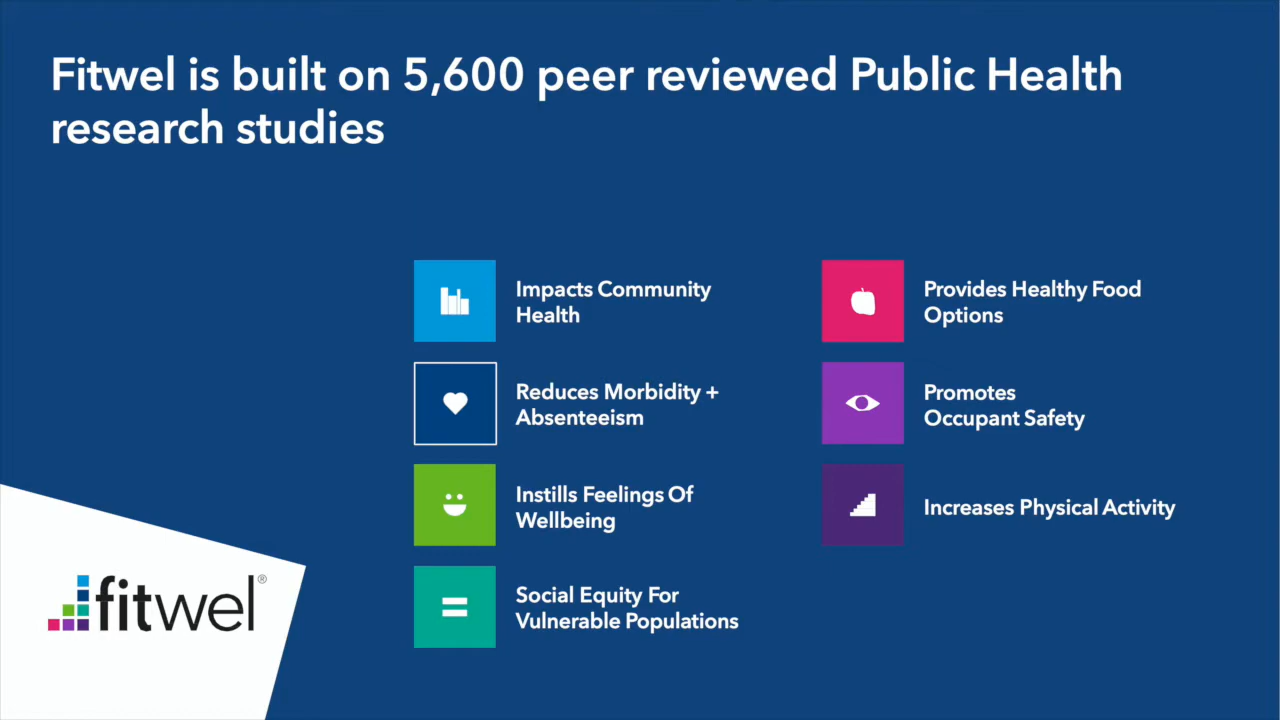 Fitwel is built on 5,600 peer reviewed Public Health
research studies
Impacts Community
Health
Reduces Morbidity +
Absenteeism
Instills Feelings Of
Wellbeing
Social Equity For
Vulnerable Populations
Provides Healthy Food
Options
Promotes
Occupant Safety
Increases Physical Activity
fitwel®